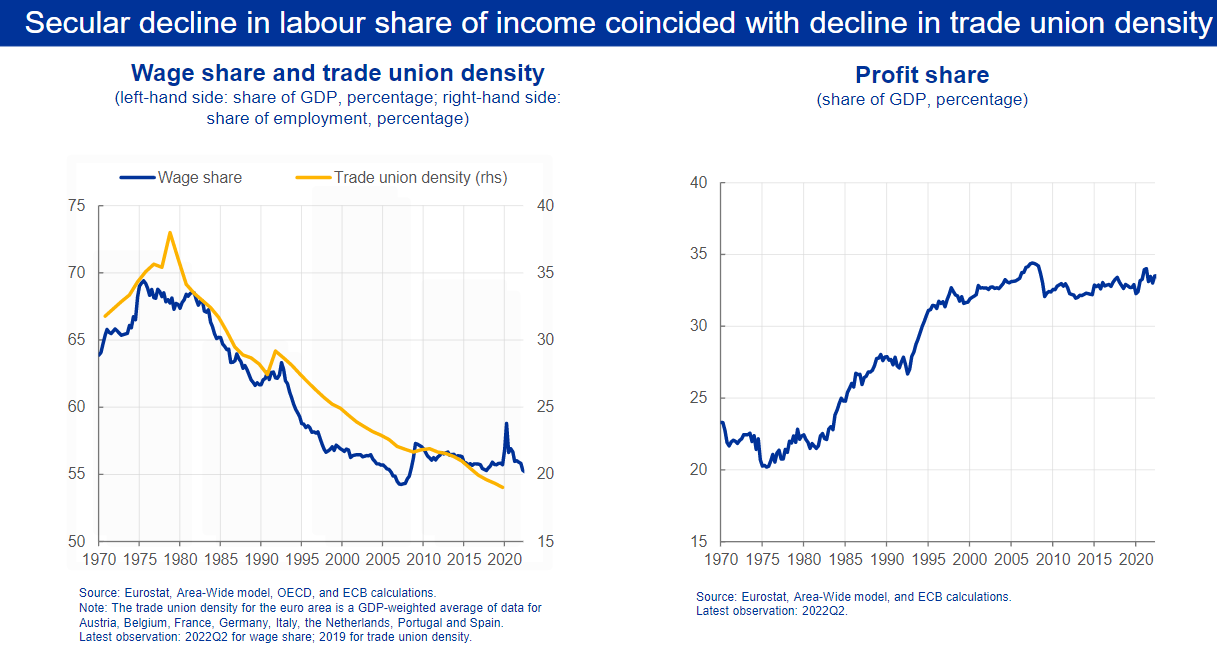 Secular decline in labour share of income coincided with decline in trade union density
Wage share and trade union density
(left-hand side: share of GDP, percentage; right-hand side:
share of employment, percentage)
Wage share
Trade union density (rhs)
75
40
70
35
65
30
60
25
55
20
50
15
1970 1975 1980 1985 1990 1995 2000 2005 2010 2015 2020
Source: Eurostat, Area-Wide model, OECD, and ECB calculations.
Note: The trade union density for the euro area is a GDP-weighted average of data for
Austria, Belgium, France, Germany, Italy, the Netherlands, Portugal and Spain.
Latest observation: 2022Q2 for wage share; 2019 for trade union density.
Profit share
(share of GDP, percentage)
40
35
30
25
20
15
1970 1975 1980 1985 1990 1995 2000 2005 2010 2015 2020
Source: Eurostat, Area-Wide model, and ECB calculations.
Latest observation: 2022Q2.